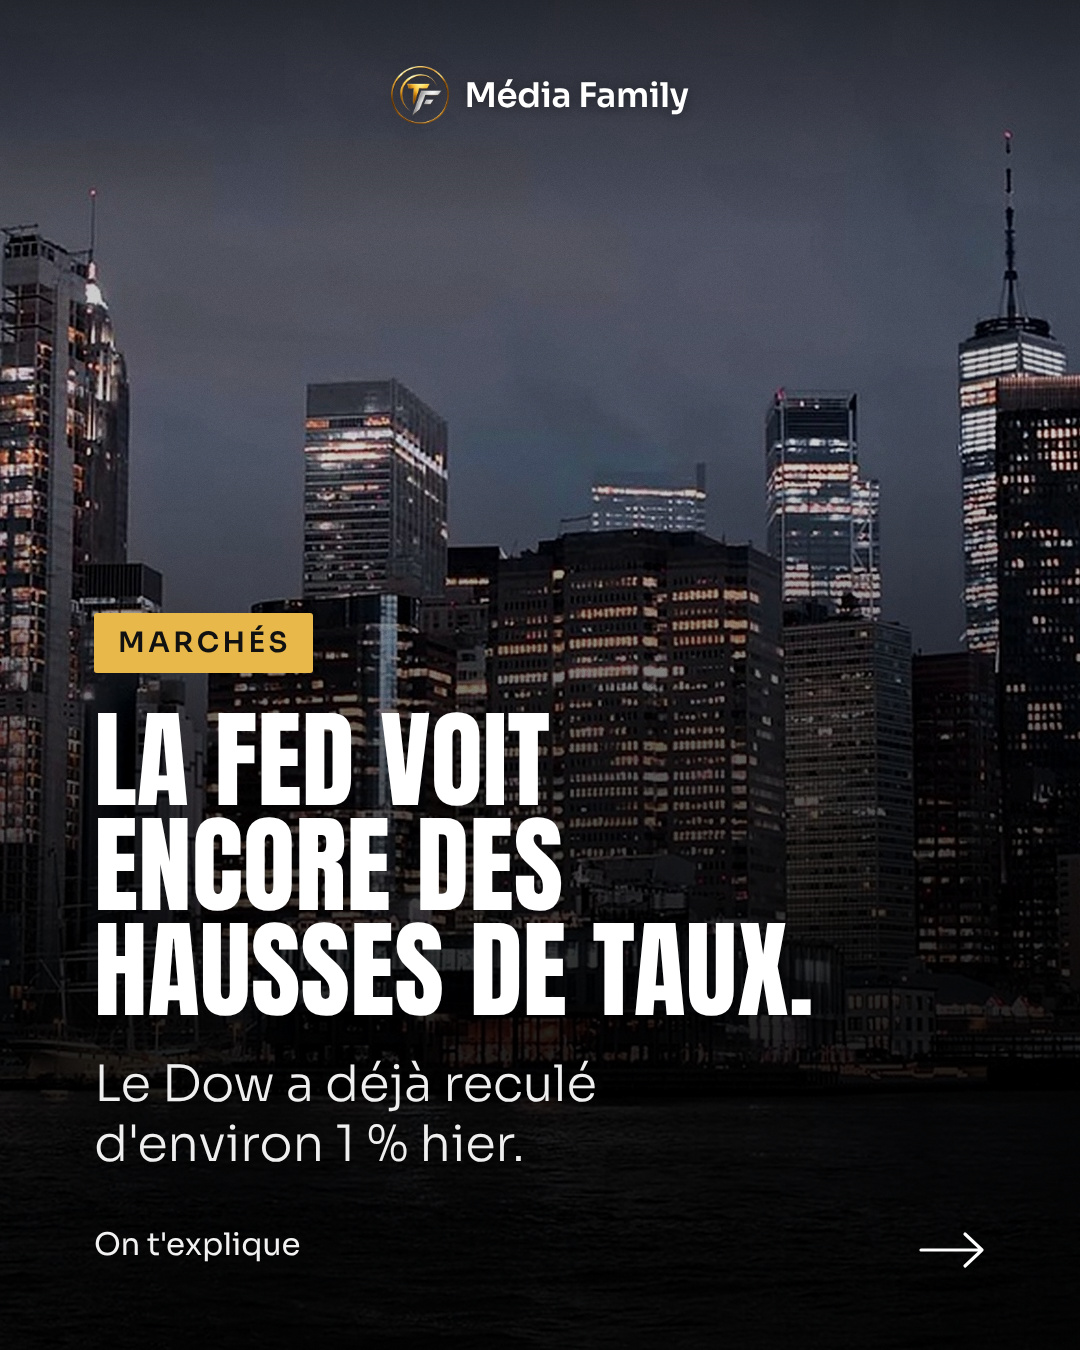 Média Family
MARCHÉS
LA FED VOIT
ENCORE DES
HAUSSES DE TAUX.
Le Dow a déjà reculé
d'environ 1 % hier.
On t'explique